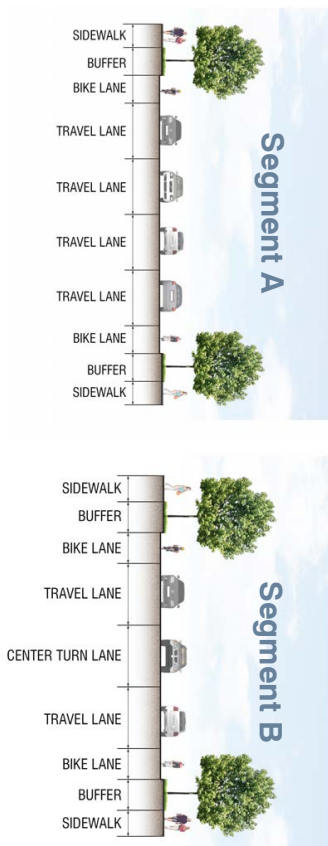 SIDEWALK
BUFFER
BIKE LANE
TRAVEL LANE
TRAVEL LANE
TRAVEL LANE
TRAVEL LANE
BIKE LANE
BUFFER
SIDEWALK
Segment A
SIDEWALK
BUFFER
BIKE LANE
TRAVEL LANE
CENTER TURN LANE
TRAVEL LANE
BIKE LANE
BUFFER
SIDEWALK
Segment B